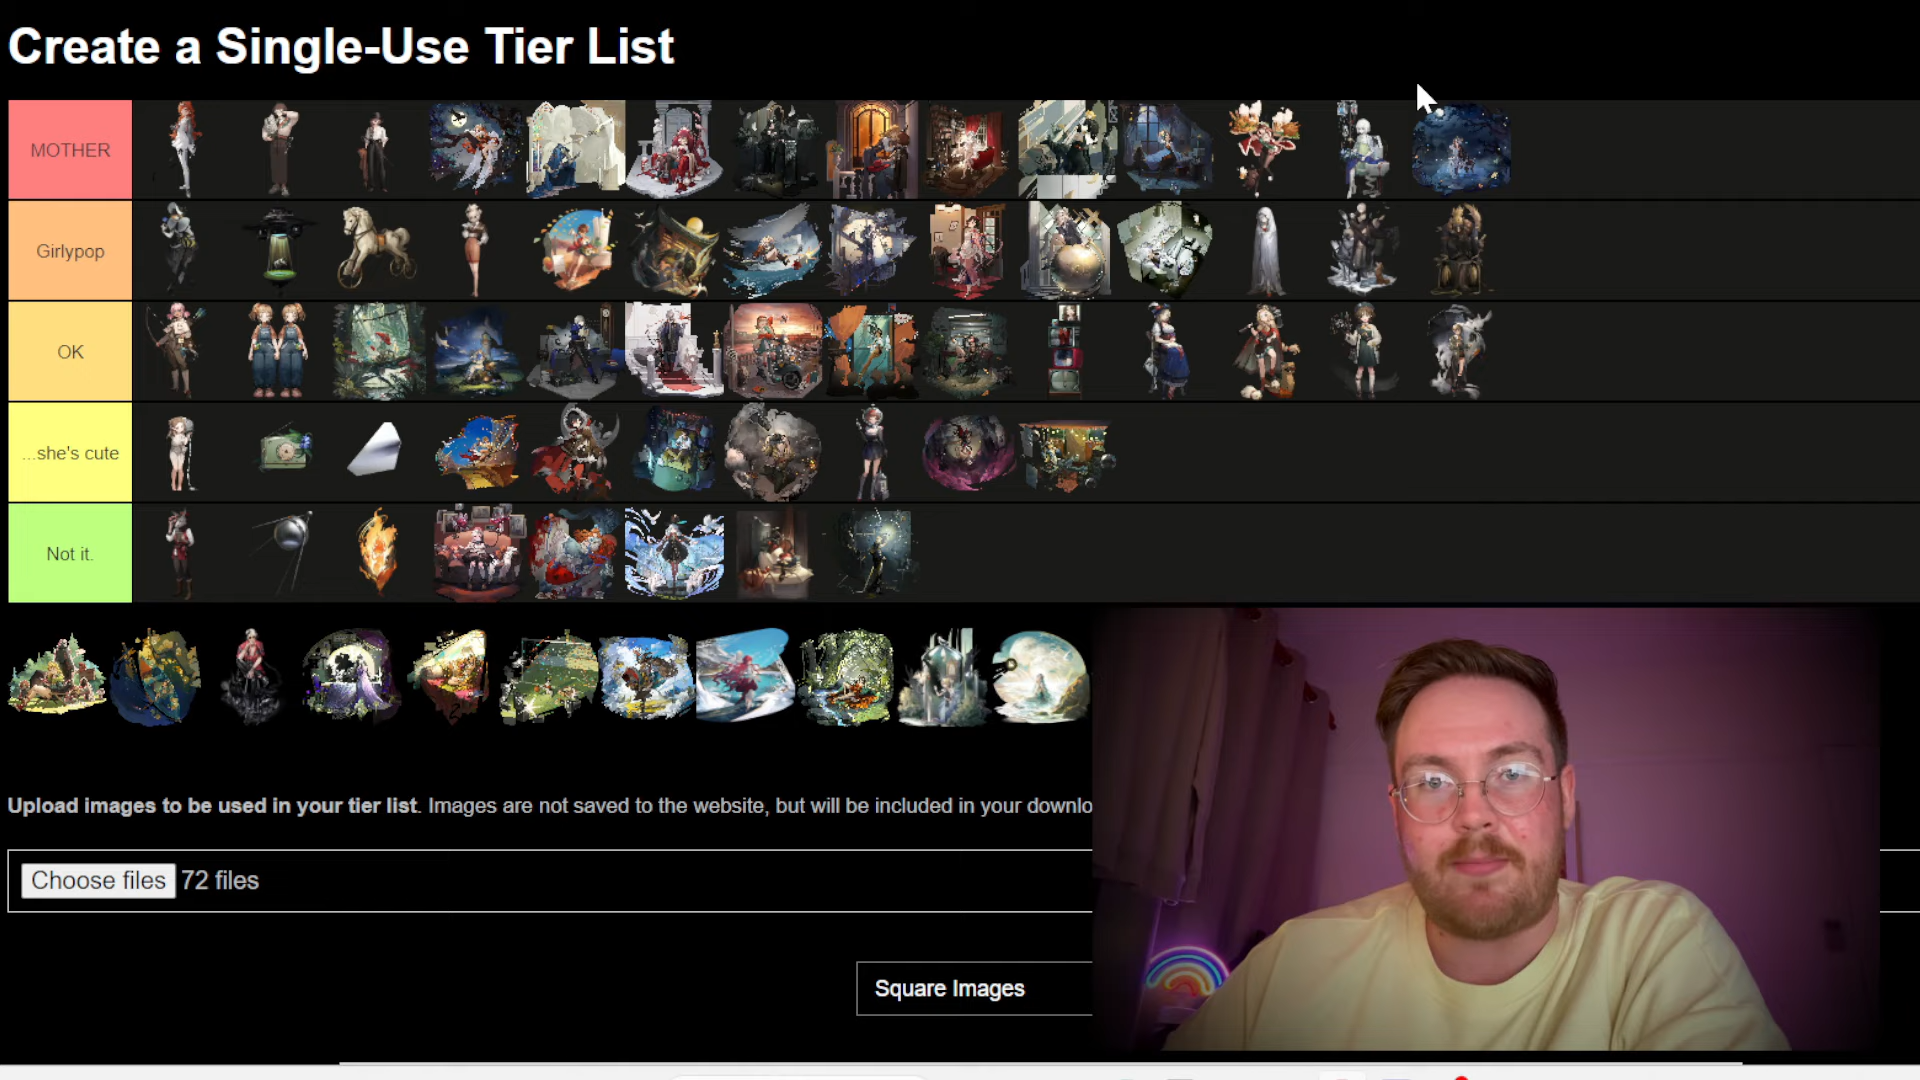 Create a Single-Use Tier List
MOTHER
Girlypop
OK
...she's cute
Not it.
Upload images to be used in your tier list. Images are not saved to the website, but will be included in your downlo
Choose files 72 files
Square Images